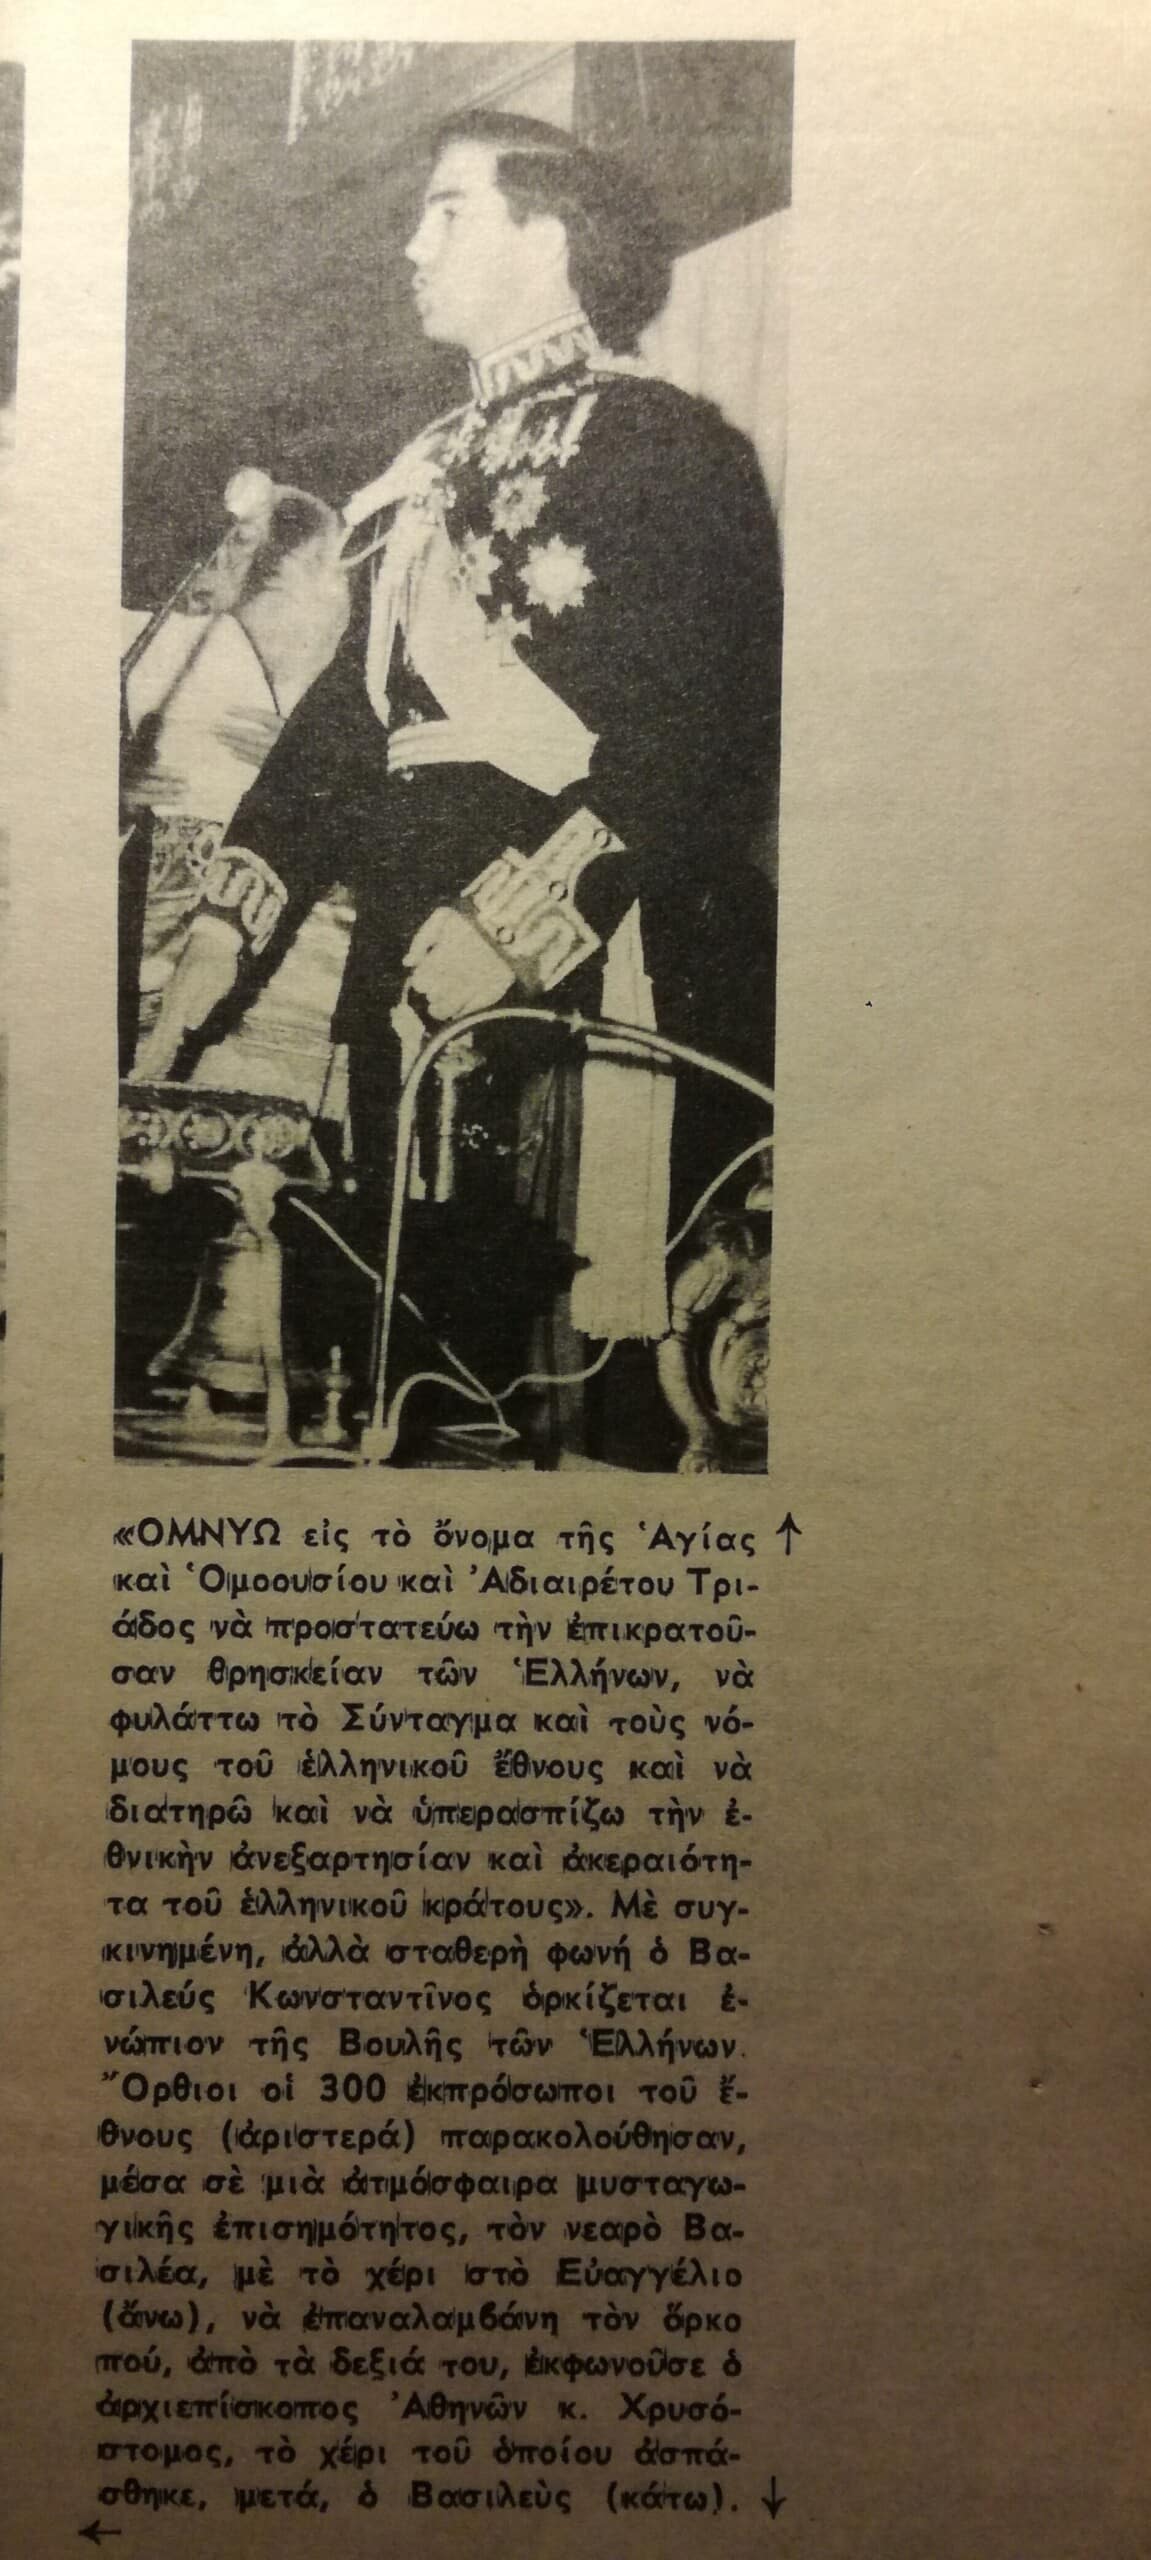 «ΟΜΝΥΩ εἰς τὸ ὄνομα τῆς Ἁγίας ↑
καὶ Ὁμοουσίου καὶ Ἀδιαιρέτου Τρι-
άδος νὰ προστατεύω τὴν ἐπικρατοῦ-
σαν θρησκείαν τῶν Ἑλλήνων, νὰ
φυλάττω τὸ Σύνταγμα καὶ τοὺς νό-
μους τοῦ ἑλληνικοῦ ἔθνους καὶ νὰ
διατηρῶ καὶ νὰ ὑπερασπίζω τὴν ἐ-
θνικὴν ἀνεξαρτησίαν καὶ ἀκεραιότη-
τα τοῦ ἑλληνικοῦ κράτους». Μὲ συγ-
κινημένη, ἀλλὰ σταθερὴ φωνή ὁ Βα-
σιλεύς Κωνσταντῖνος ὁρκίζεται ἐ-
νώπιον τῆς Βουλῆς τῶν Ἑλλήνων.
Ὄρθιοι οἱ 300 ἐκπρόσωποι τοῦ ἔ-
θνους (ἀριστερά) παρακολούθησαν,
μέσα σὲ μιὰ ἀτμόσφαιρα μυσταγω-
γικῆς ἐπισημότητος, τὸν νεαρὸ Βα-
σιλέα, μὲ τὸ χέρι στὸ Εὐαγγέλιο
(ἄνω), νὰ ἐπαναλαμβάνη τὸν ὅρκο
πού, ἀπὸ τὰ δεξιά του, ἐκφωνοῦσε ὁ
ἀρχιεπίσκοπος Ἀθηνῶν κ. Χρυσό-
στομος, τὸ χέρι τοῦ ὁποίου ἀσπά-
σθηκε, μετά, ὁ Βασιλεὺς (κάτω). ↓
←